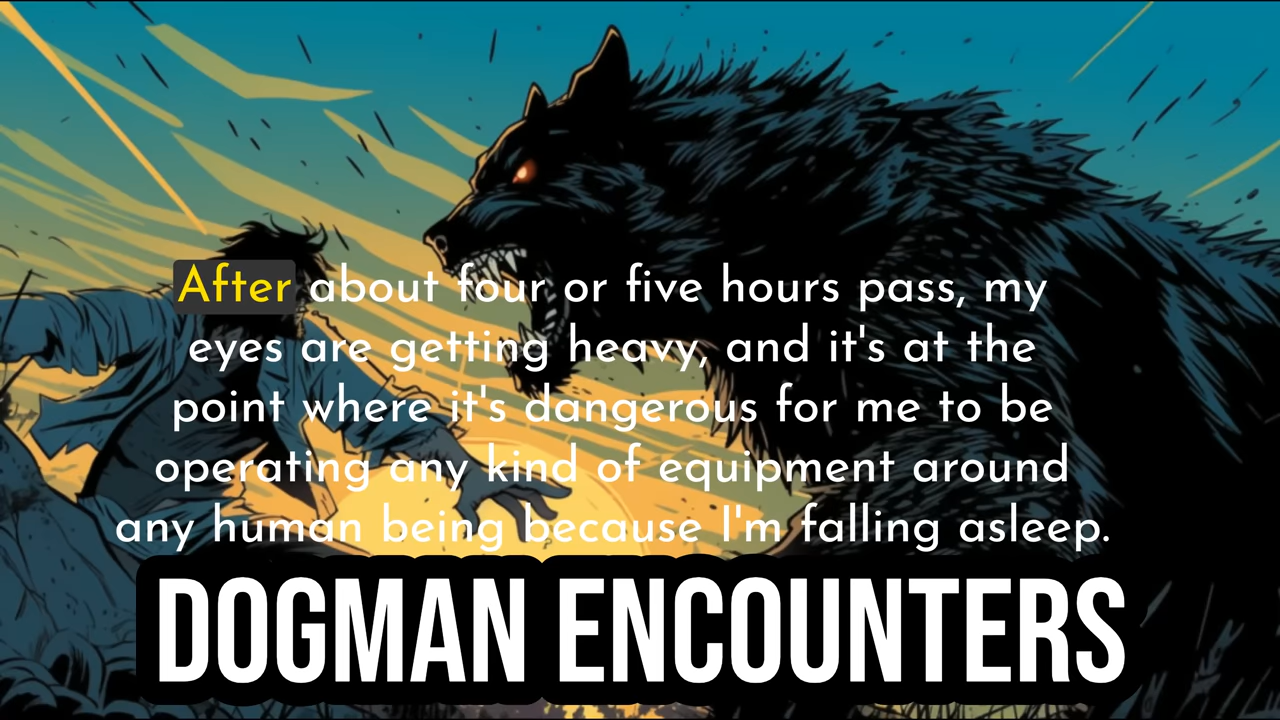 After about four or five hours pass, my
eyes are getting heavy, and it's at the
point where it's dangerous for me to be
operating any kind of equipment around
any human being because I'm falling asleep.
DOGMAN ENCOUNTERS